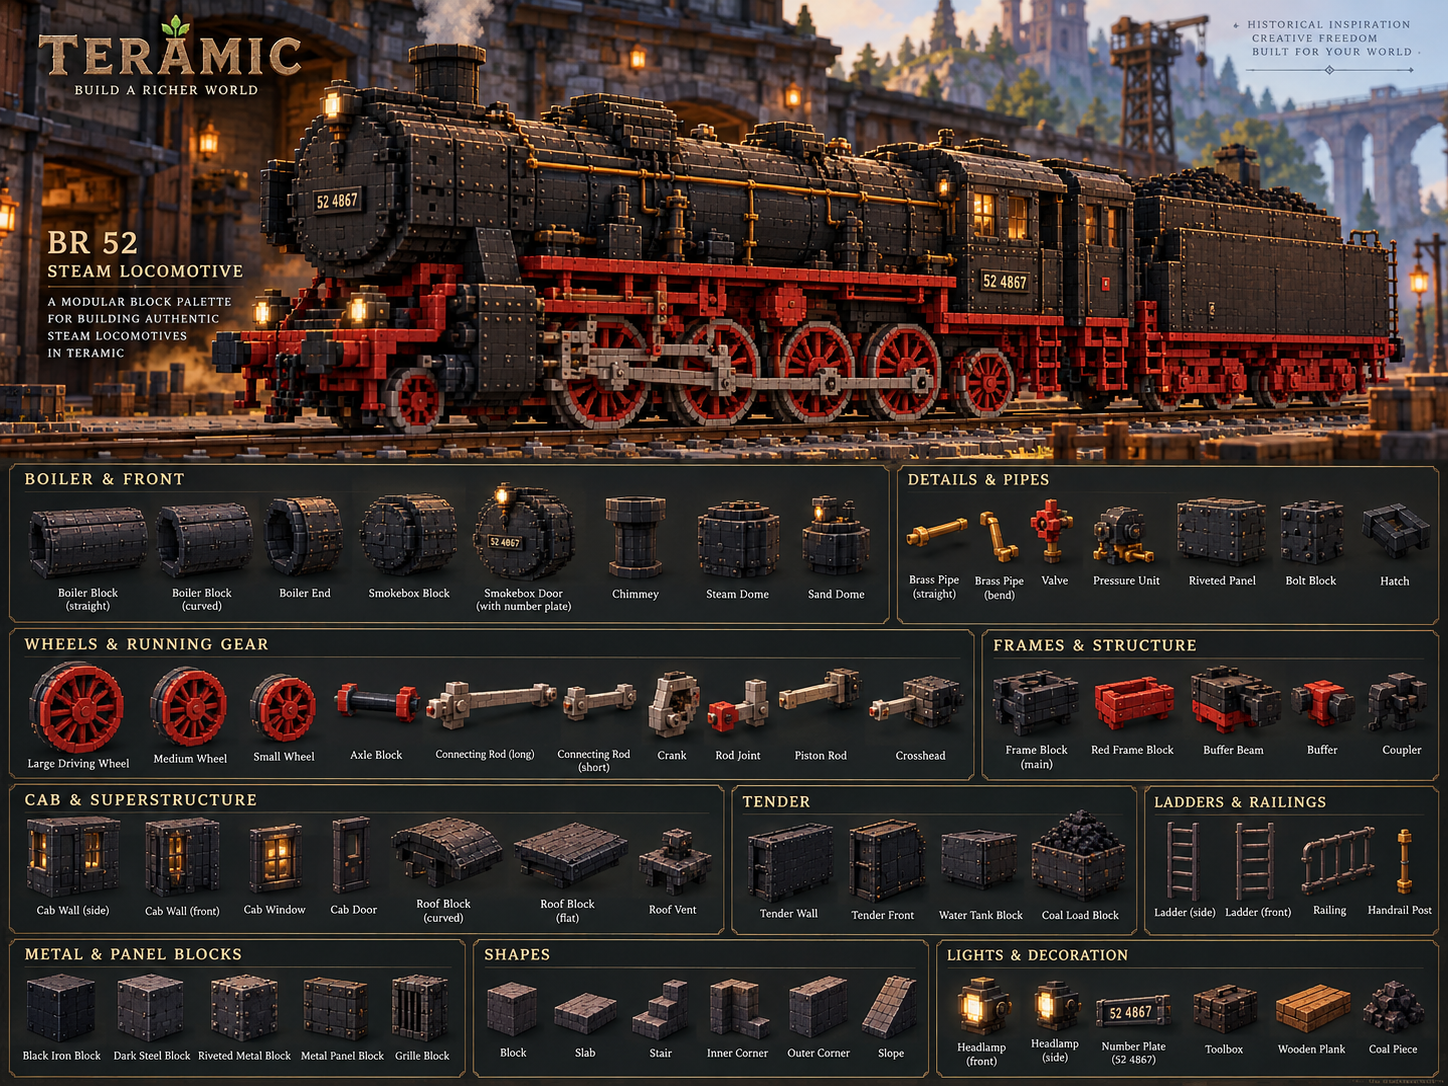 TERAMIC
BUILD A RICHER WORLD
← HISTORICAL INSPIRATION
CREATIVE FREEDOM
BUILT FOR YOUR WORLD ·
52 4867
52 4867
BR 52
STEAM LOCOMOTIVE
A MODULAR BLOCK PALETTE
FOR BUILDING AUTHENTIC
STEAM LOCOMOTIVES
IN TERAMIC
BOILER & FRONT
52 4867
Boiler Block
(straight)
Boiler Block
(curved)
Boiler End
Smokebox Block
Smokebox Door
(with number plate)
Chimmey
Steam Dome
Sand Dome
DETAILS & PIPES
Brass Pipe
(straight)
Brass Pipe
(bend)
Valve
Pressure Unit
Riveted Panel
Bolt Block
Hatch
WHEELS & RUNNING GEAR
Large Driving Wheel
Medium Wheel
Small Wheel
Axle Block
Connecting Rod (long)
Connecting Rod
(short)
Crank
Rod Joint
Piston Rod
Crosshead
FRAMES & STRUCTURE
Frame Block
(main)
Red Frame Block
Buffer Beam
Buffer
Coupler
CAB & SUPERSTRUCTURE
Cab Wall (side)
Cab Wall (front)
Cab Window
Cab Door
Roof Block
(curved)
Roof Block
(flat)
Roof Vent
TENDER
Tender Wall
Tender Front
Water Tank Block
Coal Load Block
LADDERS & RAILINGS
Ladder (side)
Ladder (front)
Railing
Handrail Post
METAL & PANEL BLOCKS
Black Iron Block
Dark Steel Block
Riveted Metal Block
Metal Panel Block
Grille Block
SHAPES
Block
Slab
Stair
Inner Corner
Outer Corner
Slope
LIGHTS & DECORATION
52 4867
Headlamp
(front)
Headlamp
(side)
Number Plate
(52 4867)
Toolbox
Wooden Plank
Coal Piece